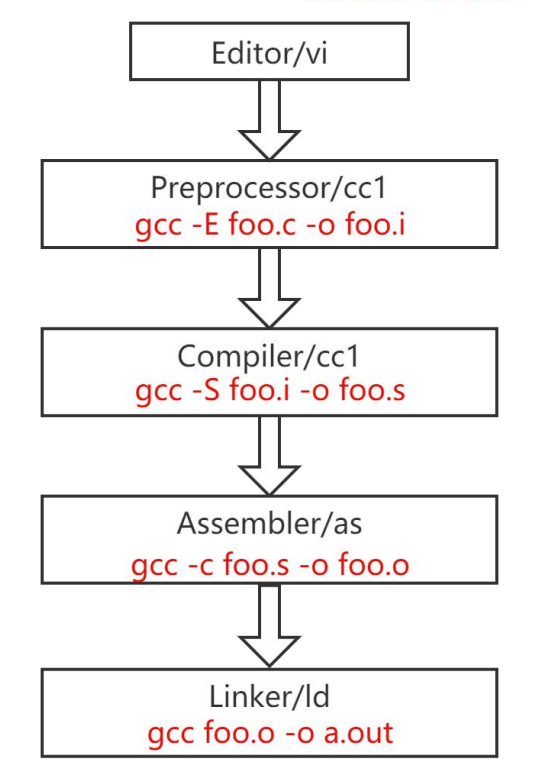 Editor/vi
Preprocessor/cc1
gcc -E foo.c -o foo.i
Compiler/cc1
gcc -S foo.i -o foo.s
Assembler/as
gcc -c foo.s -o foo.o
Linker/ld
gcc foo.o -o a.out